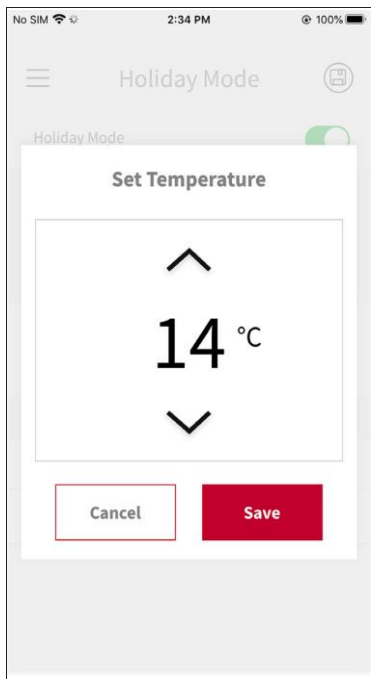 No SIM 2:34 PM 100%
Holiday Mode
Holiday Mode
Set Temperature
14 °C
Cancel Save